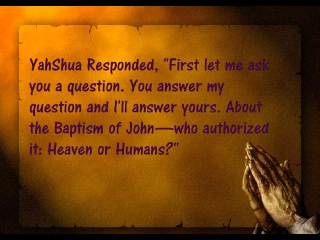 YahShua Responded, "First let me ask
you a question. You answer my
question and I'll answer yours. About
the Baptism of John—who authorized
it: Heaven or Humans?"